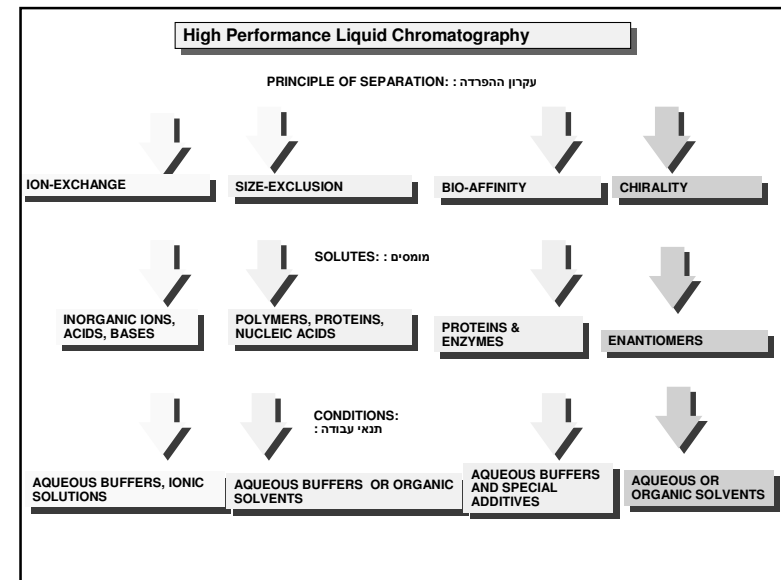 High Performance Liquid Chromatography
PRINCIPLE OF SEPARATION: : עקרון ההפרדה
ION-EXCHANGE
SIZE-EXCLUSION
BIO-AFFINITY
CHIRALITY
SOLUTES: : מומסים
INORGANIC IONS,
ACIDS, BASES
POLYMERS, PROTEINS,
NUCLEIC ACIDS
PROTEINS &
ENZYMES
ENANTIOMERS
CONDITIONS:
תנאי עבודה :
AQUEOUS BUFFERS, IONIC
SOLUTIONS
AQUEOUS BUFFERS OR ORGANIC
SOLVENTS
AQUEOUS BUFFERS
AND SPECIAL
ADDITIVES
AQUEOUS OR
ORGANIC SOLVENTS